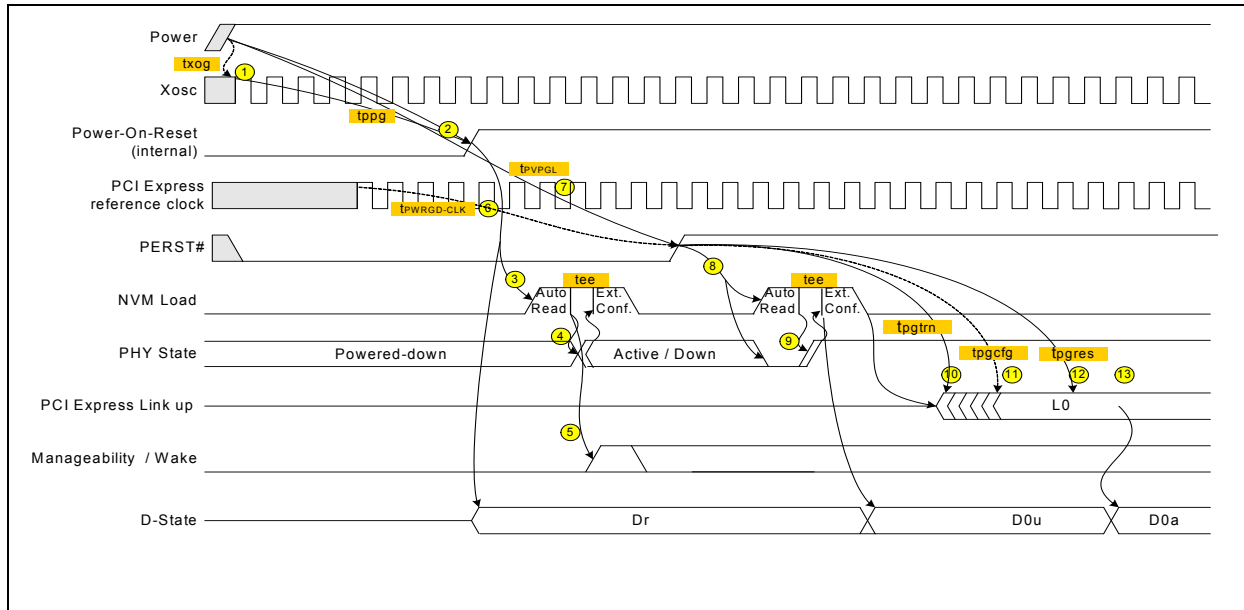 Power
txog
1
Xosc
tppg
2
Power-On-Reset
(internal)
tPVPGL
7
PCI Express
reference clock
tPWRGD-CLK
6
PERST#
8
3
tee
tee
NVM Load
Auto
Read
Ext.
Conf.
Auto
Read
Ext.
Conf.
tpgtrn
4
9
PHY State
Powered-down
Active / Down
tpgcfg
tpgres
10
11
12
13
PCI Express Link up
L0
5
Manageability / Wake
D-State
Dr
D0u
D0a